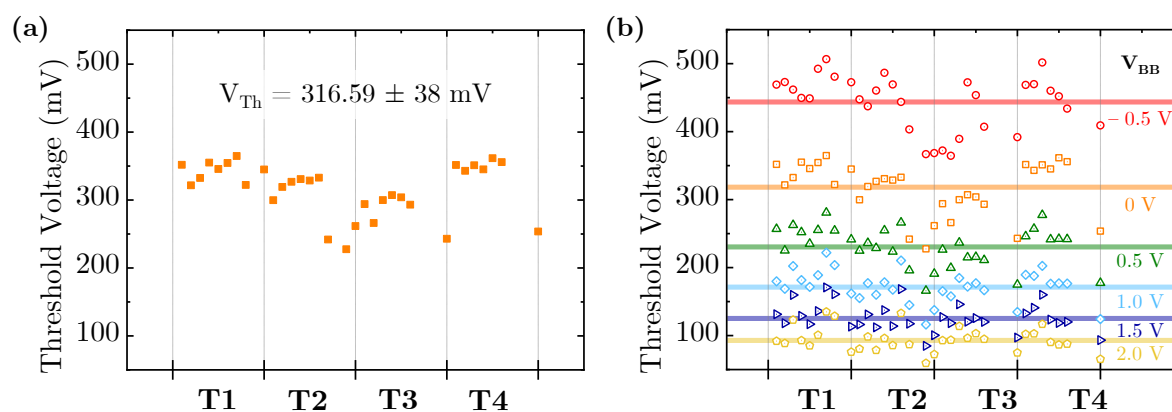 (a)
Threshold Voltage (mV)
500
400
300
200
100
V_Th = 316.59 ± 38 mV
T1 T2 T3 T4
(b)
Threshold Voltage (mV)
500
400
300
200
100
V_BB
− 0.5 V
0 V
0.5 V
1.0 V
1.5 V
2.0 V
T1 T2 T3 T4